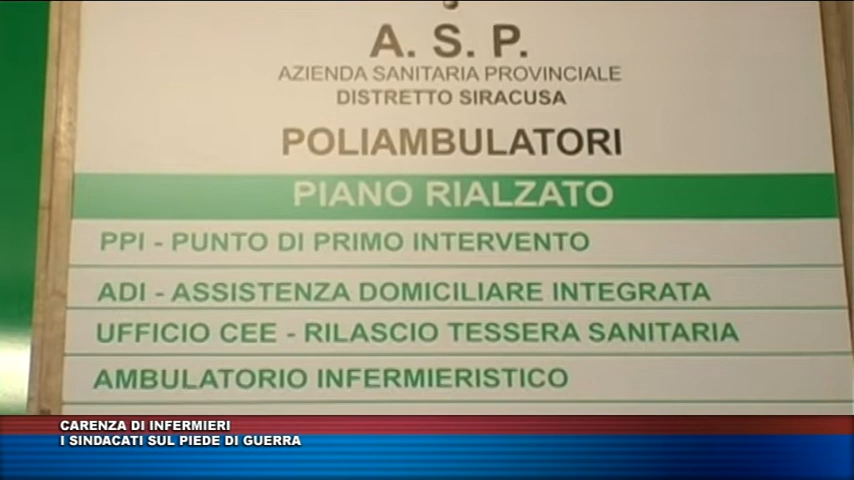 A. S. P.
AZIENDA SANITARIA PROVINCIALE
DISTRETTO SIRACUSA
POLIAMBULATORI
PIANO RIALZATO
PPI - PUNTO DI PRIMO INTERVENTO
ADI - ASSISTENZA DOMICILIARE INTEGRATA
UFFICIO CEE - RILASCIO TESSERA SANITARIA
AMBULATORIO INFERMIERISTICO
CARENZA DI INFERMIERI
I SINDACATI SUL PIEDE DI GUERRA